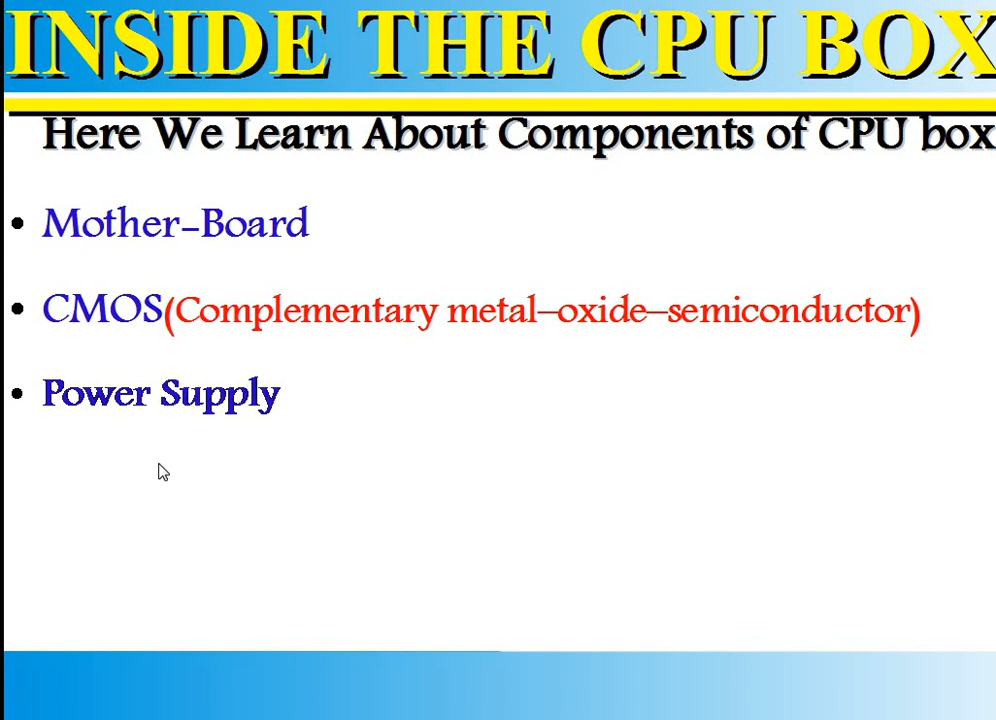 INSIDE THE CPU BOX
Here We Learn About Components of CPU box
• Mother-Board
• CMOS(Complementary metal–oxide–semiconductor)
• Power Supply